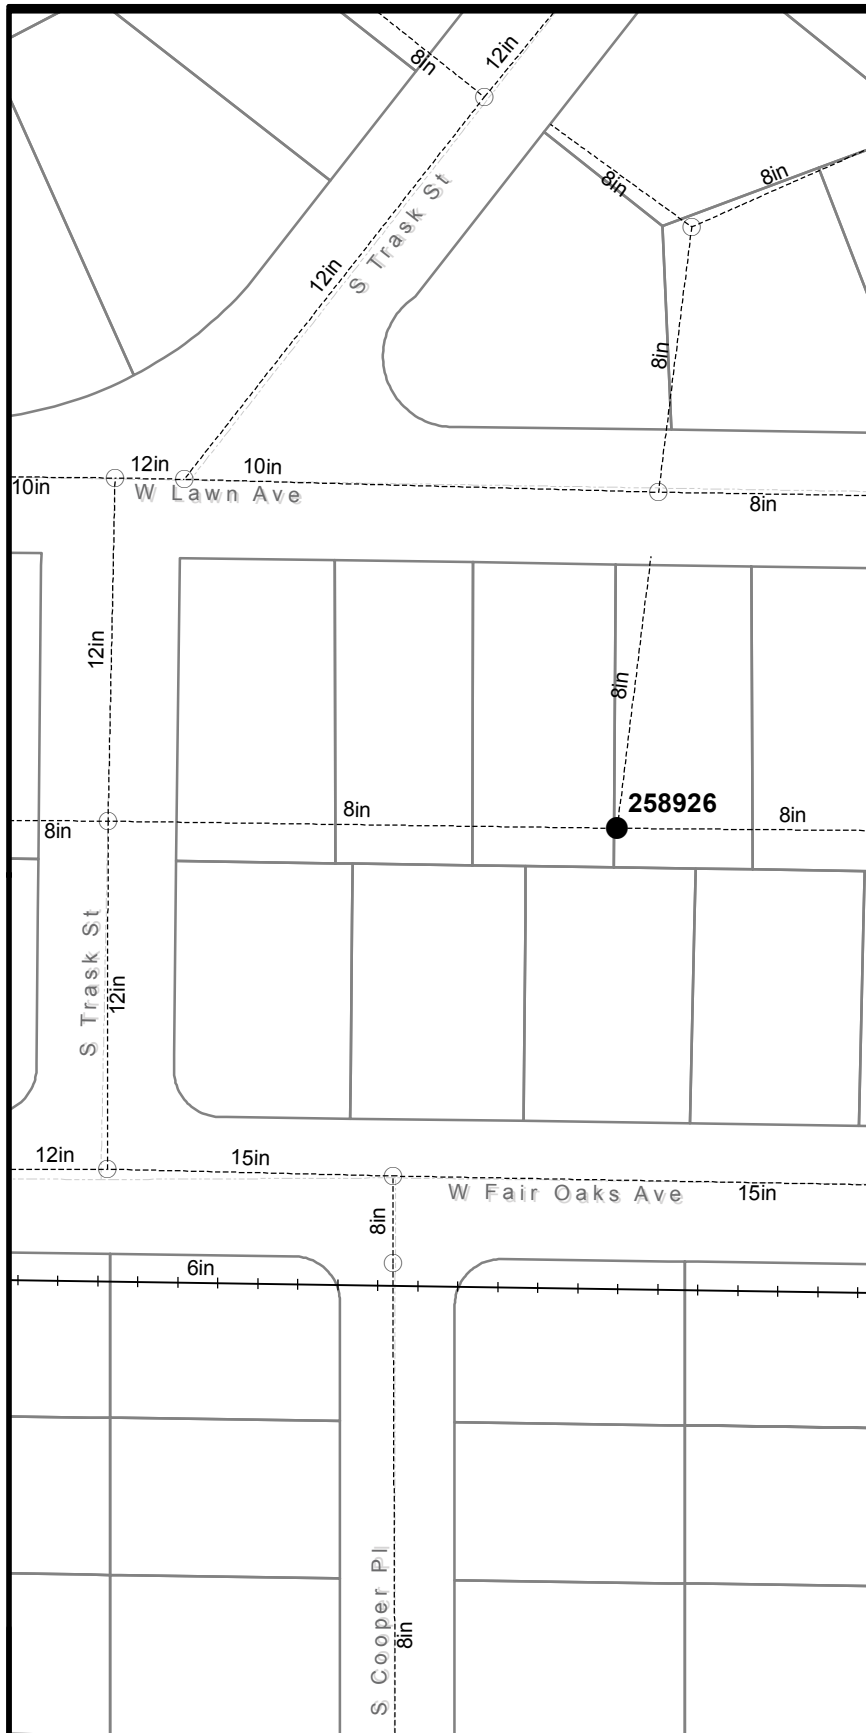 8in
12in
8in
8in
S Trask St
12in
8in
12in
10in
10in
W Lawn Ave
8in
12in
8in
258926
8in
8in
8in
S Trask St
12in
12in
15in
W Fair Oaks Ave
15in
8in
6in
S Cooper Pl
8in